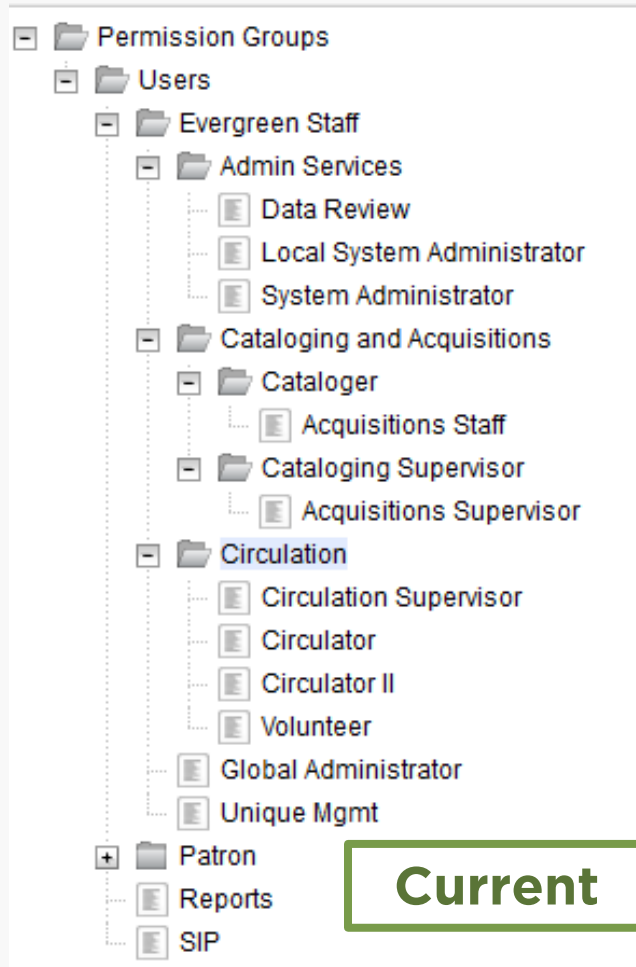 Permission Groups
Users
Evergreen Staff
Admin Services
Data Review
Local System Administrator
System Administrator
Cataloging and Acquisitions
Cataloger
Acquisitions Staff
Cataloging Supervisor
Acquisitions Supervisor
Circulation
Circulation Supervisor
Circulator
Circulator II
Volunteer
Global Administrator
Unique Mgmt
Patron
Reports
SIP
Current